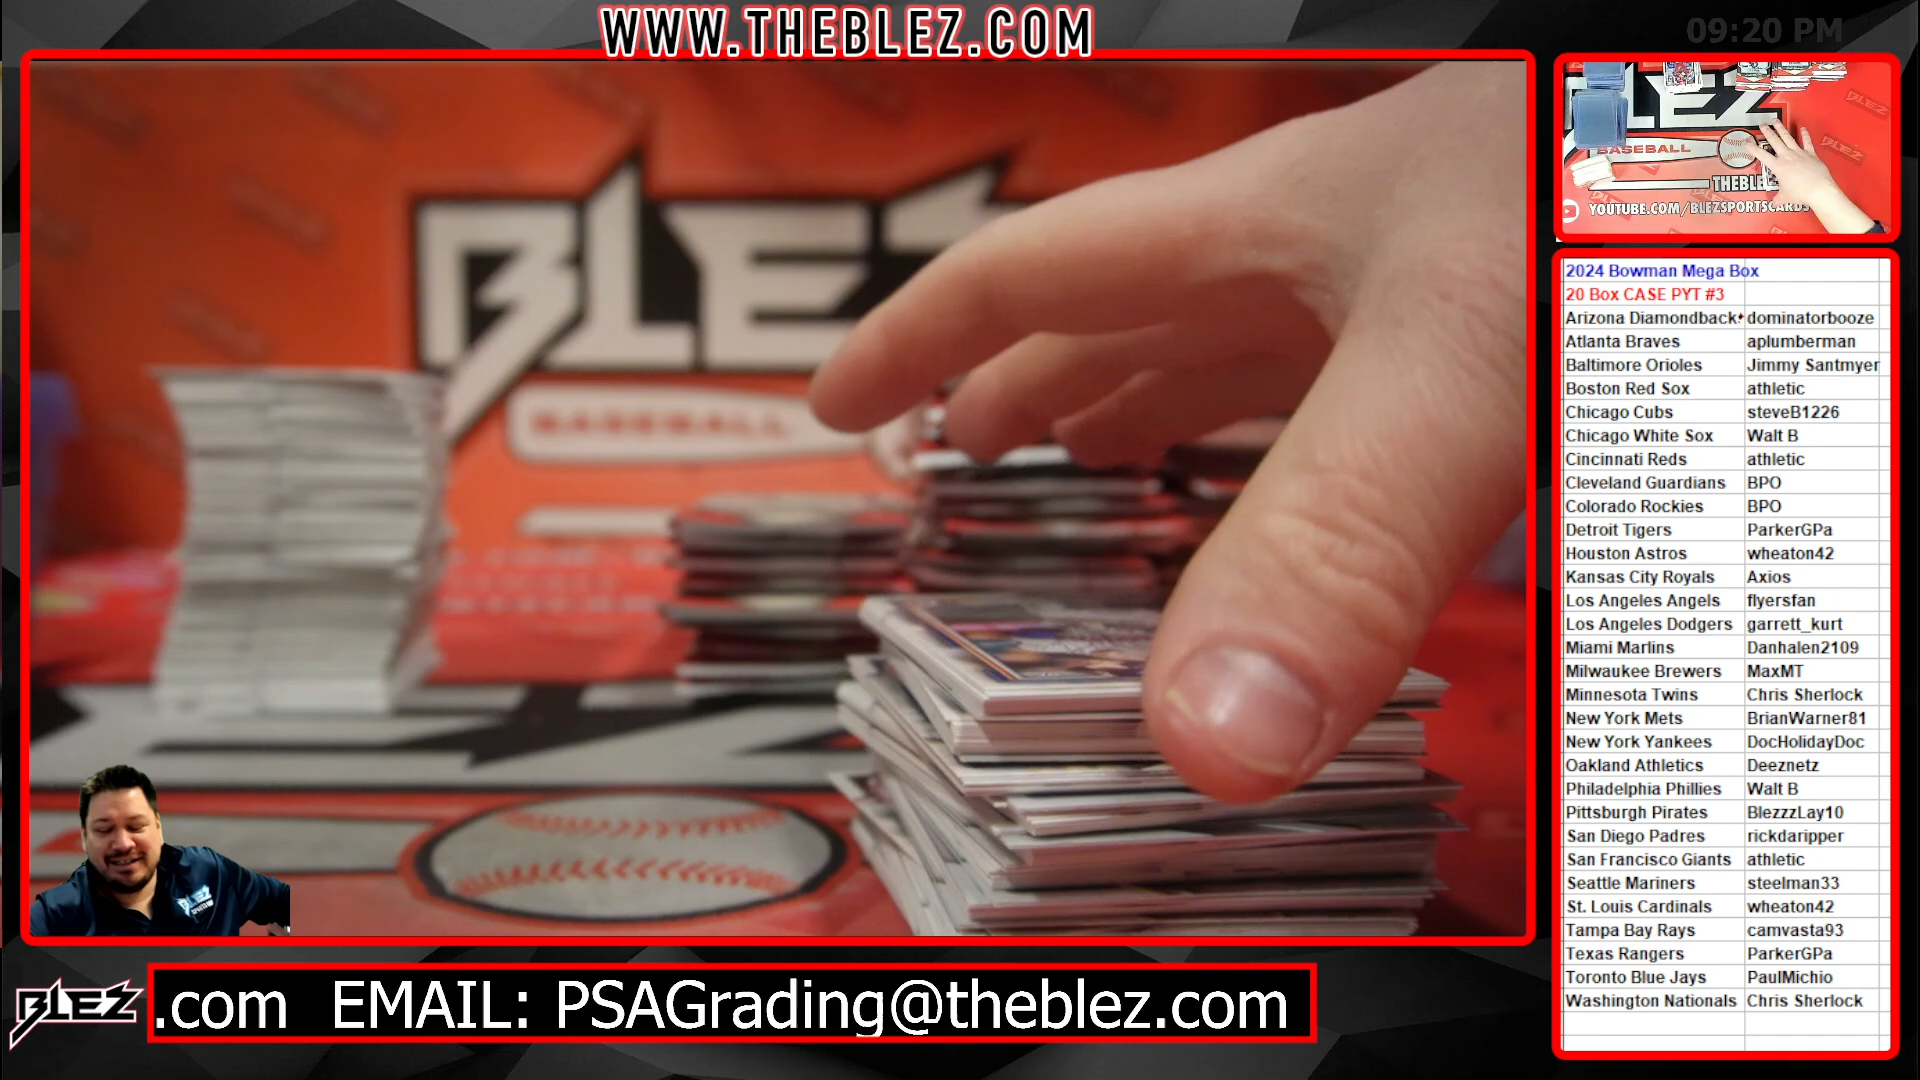 WWW.THEBLEZ.COM
09:20 PM
BLEZ
BASEBALL
BLEZ
BASEBALL
THEBLE
YOUTUBE.COM/BLEZSPORTSCARDS
2024 Bowman Mega Box
20 Box CASE PYT #3
Arizona Diamondback dominatorbooze
Atlanta Braves aplumberman
Baltimore Orioles Jimmy Santmyer
Boston Red Sox athletic
Chicago Cubs steveB1226
Chicago White Sox Walt B
Cincinnati Reds athletic
Cleveland Guardians BPO
Colorado Rockies BPO
Detroit Tigers ParkerGPa
Houston Astros wheaton42
Kansas City Royals Axios
Los Angeles Angels flyersfan
Los Angeles Dodgers garrett_kurt
Miami Marlins Danhalen2109
Milwaukee Brewers MaxMT
Minnesota Twins Chris Sherlock
New York Mets BrianWarner81
New York Yankees DocHolidayDoc
Oakland Athletics Deeznetz
Philadelphia Phillies Walt B
Pittsburgh Pirates BlezzzLay10
San Diego Padres rickdaripper
San Francisco Giants athletic
Seattle Mariners steelman33
St. Louis Cardinals wheaton42
Tampa Bay Rays camvasta93
Texas Rangers ParkerGPa
Toronto Blue Jays PaulMichio
Washington Nationals Chris Sherlock
BLEZ
BLEZ
.com EMAIL: PSAGrading@theblez.com